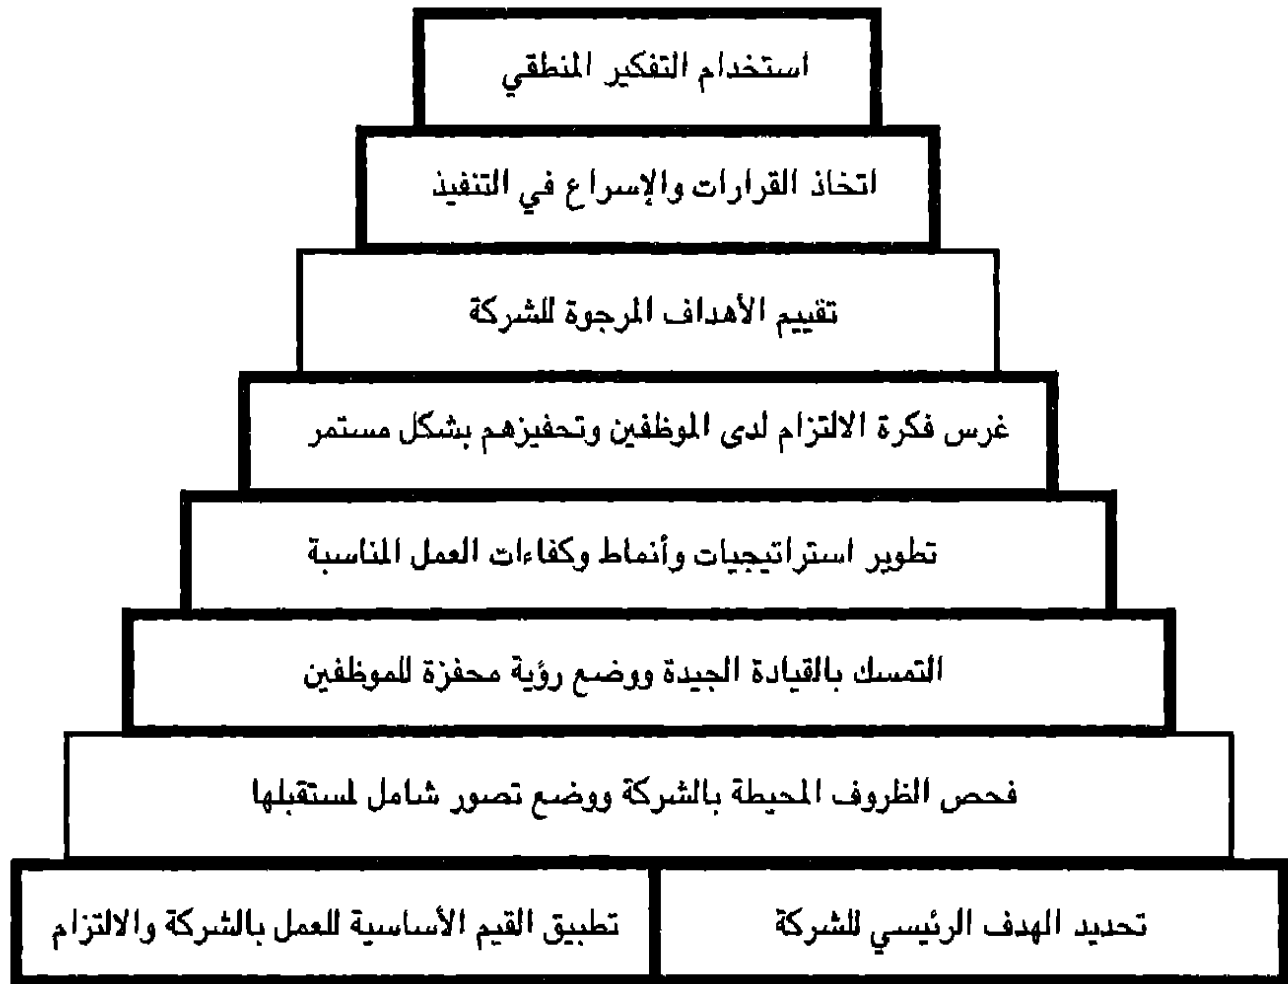 استخدام التفكير المنطقي
اتخاذ القرارات والإسراع في التنفيذ
تقييم الأهداف المرجوة للشركة
غرس فكرة الالتزام لدى الموظفين وتحفيزهم بشكل مستمر
تطوير استراتيجيات وأنماط وكفاءات العمل المناسبة
التمسك بالقيادة الجيدة ووضع رؤية محفزة للموظفين
فحص الظروف المحيطة بالشركة ووضع تصور شامل لمستقبلها
تحديد الهدف الرئيسي للشركة
تطبيق القيم الأساسية للعمل بالشركة والالتزام